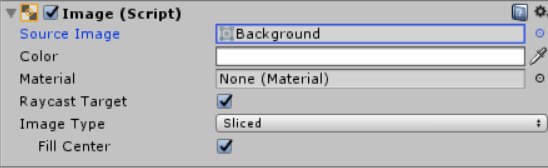 Image (Script)
Source Image Background
Color
Material None (Material)
Raycast Target
Image Type Sliced
Fill Center